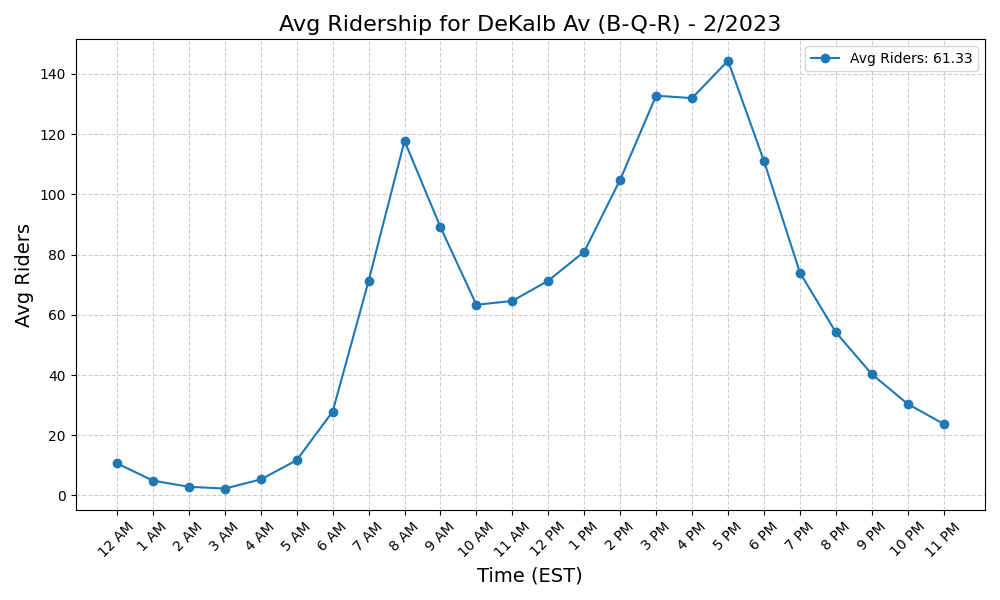 Avg Ridership for DeKalb Av (B-Q-R) - 2/2023
Avg Riders: 61.33
Avg Riders
140
120
100
80
60
40
20
0
12 AM
1 AM
2 AM
3 AM
4 AM
5 AM
6 AM
7 AM
8 AM
9 AM
10 AM
11 AM
12 PM
1 PM
2 PM
3 PM
4 PM
5 PM
6 PM
7 PM
8 PM
9 PM
10 PM
11 PM
Time (EST)